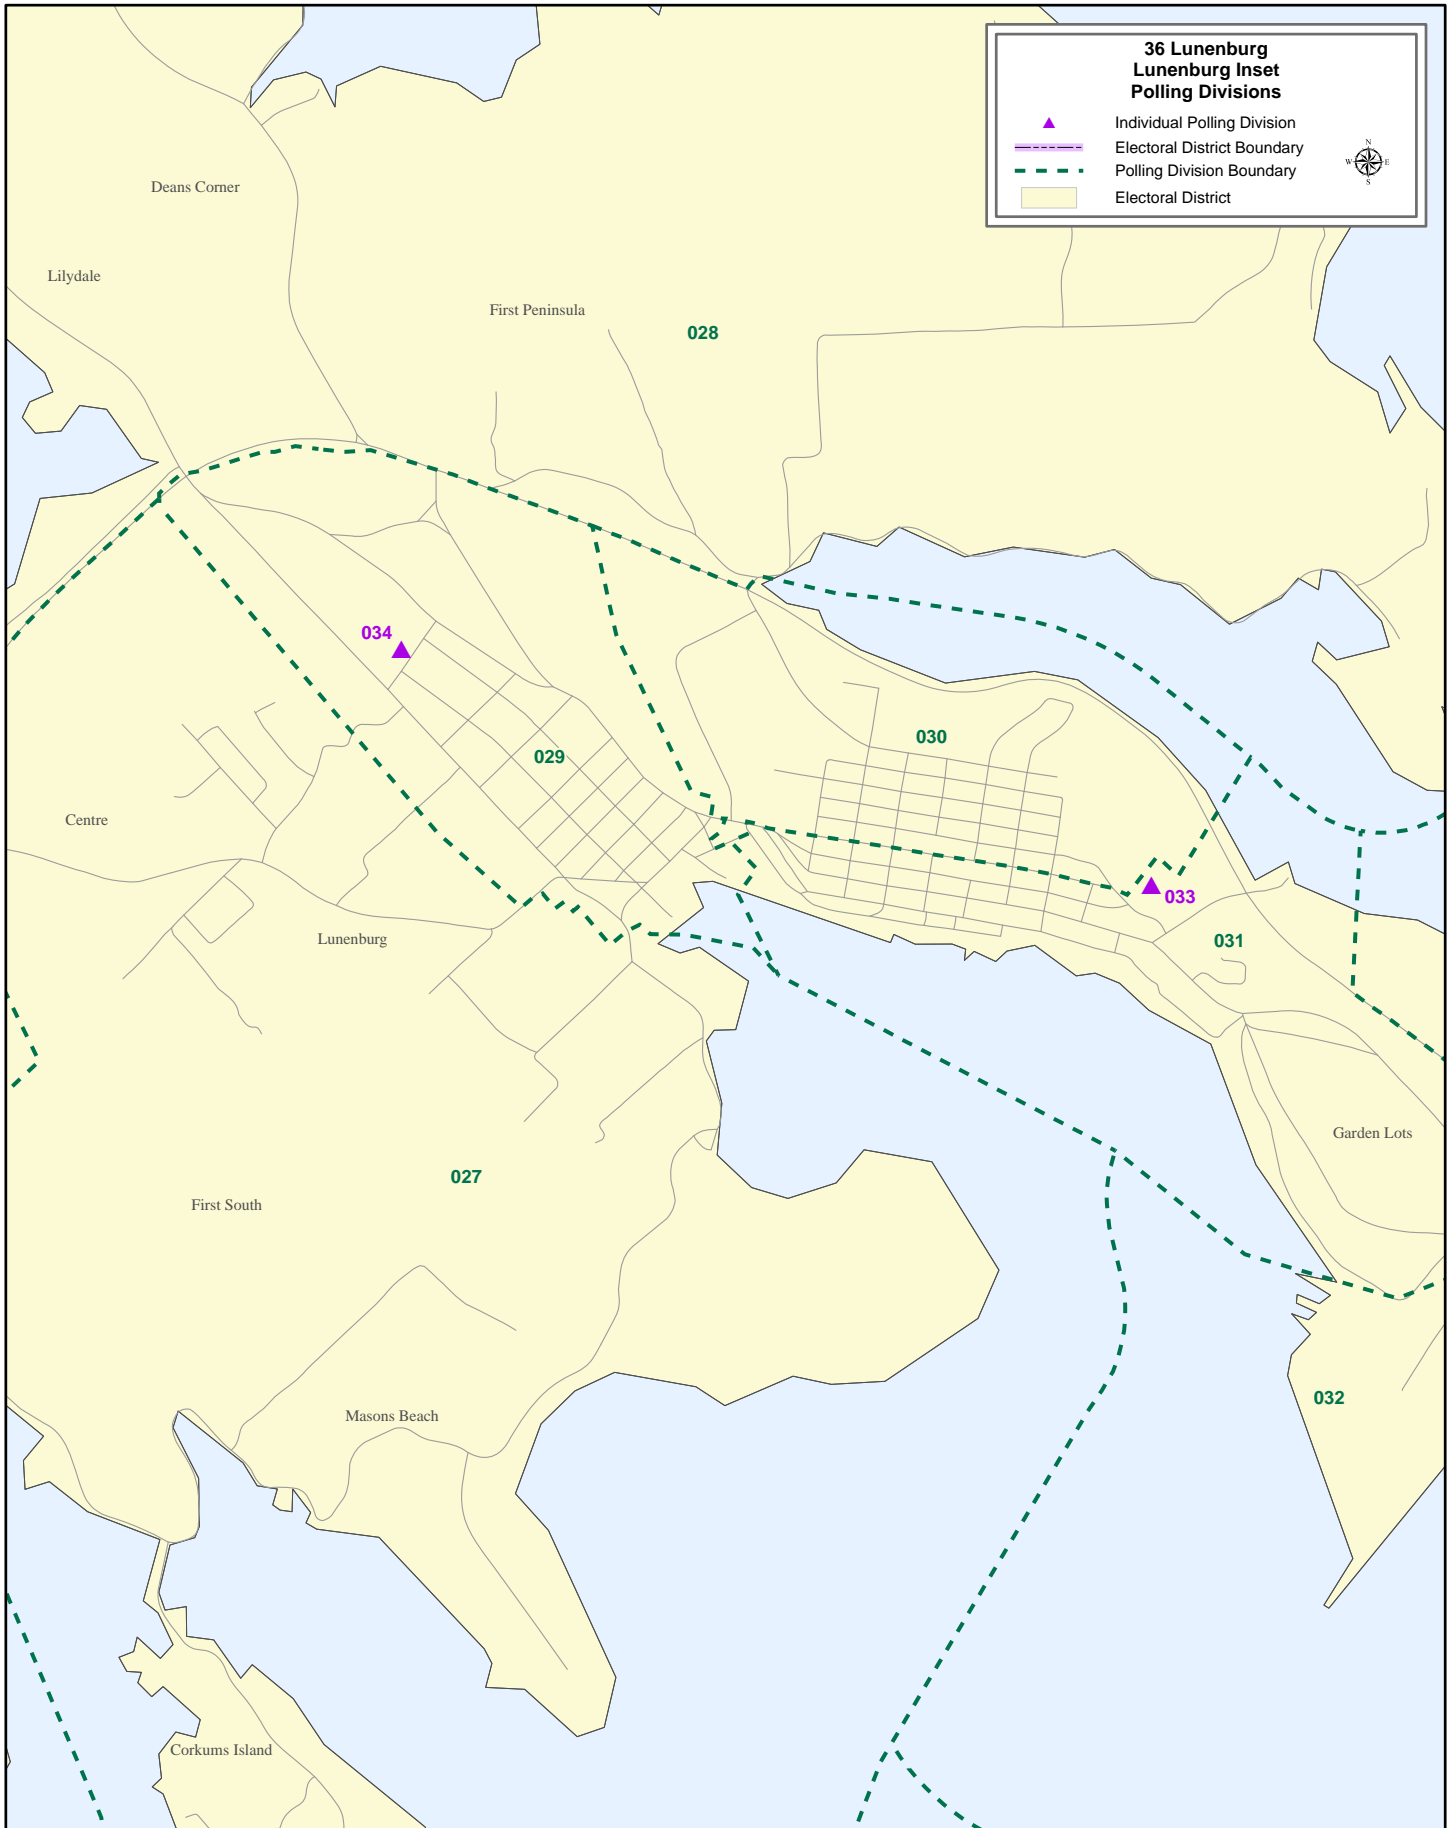 36 Lunenburg
Lunenburg Inset
Polling Divisions
Individual Polling Division
Electoral District Boundary
Polling Division Boundary
Electoral District
N
W E
S
Deans Corner
Lilydale
First Peninsula
028
034
029
030
Centre
033
Lunenburg
031
Garden Lots
027
First South
032
Masons Beach
Corkums Island